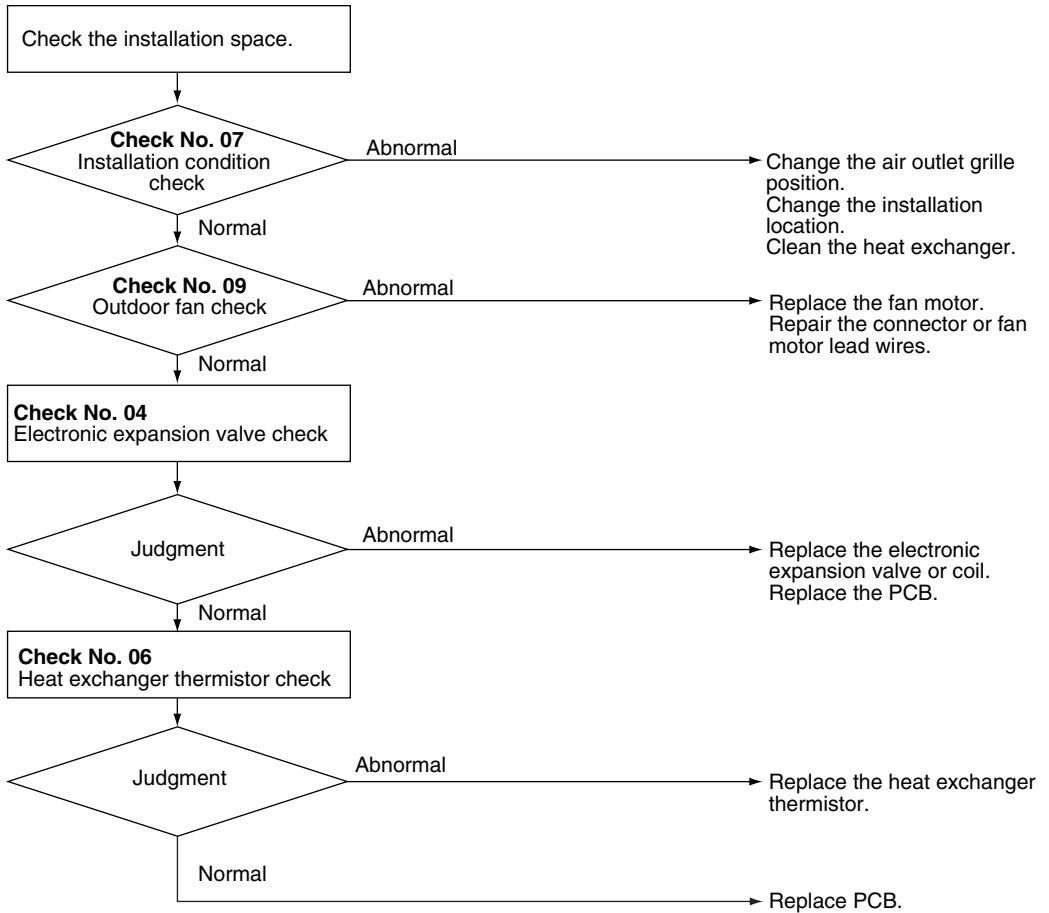 Check the installation space.
Check No. 07
Installation condition
check
Abnormal
Change the air outlet grille
position.
Change the installation
location.
Clean the heat exchanger.
Normal
Check No. 09
Outdoor fan check
Abnormal
Replace the fan motor.
Repair the connector or fan
motor lead wires.
Normal
Check No. 04
Electronic expansion valve check
Judgment
Abnormal
Replace the electronic
expansion valve or coil.
Replace the PCB.
Normal
Check No. 06
Heat exchanger thermistor check
Judgment
Abnormal
Replace the heat exchanger
thermistor.
Normal
Replace PCB.